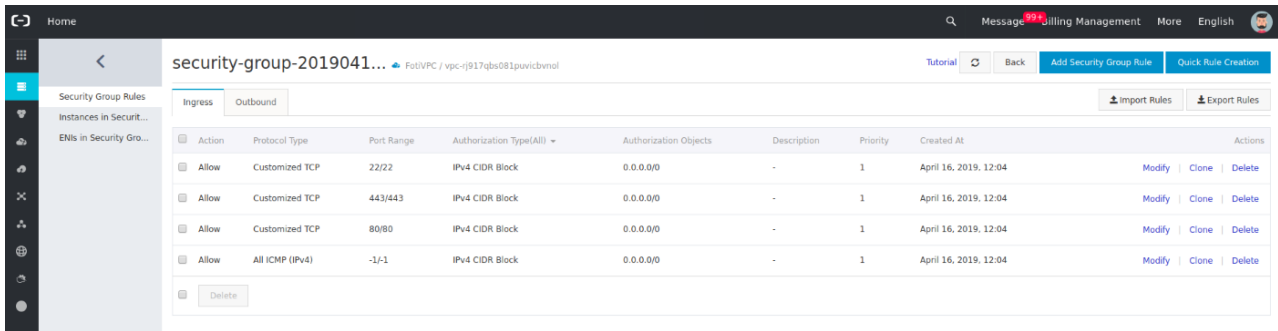 Home Message 99+ Billing Management More English
security-group-2019041... FotiVPC / vpc-rj917qbs081puvicbvnol Tutorial Back Add Security Group Rule Quick Rule Creation
Security Group Rules
Instances in Securit...
ENIs in Security Gro...
Ingress Outbound Import Rules Export Rules
Action Protocol Type Port Range Authorization Type(All) Authorization Objects Description Priority Created At Actions
Allow Customized TCP 22/22 IPv4 CIDR Block 0.0.0.0/0 - 1 April 16, 2019, 12:04 Modify | Clone | Delete
Allow Customized TCP 443/443 IPv4 CIDR Block 0.0.0.0/0 - 1 April 16, 2019, 12:04 Modify | Clone | Delete
Allow Customized TCP 80/80 IPv4 CIDR Block 0.0.0.0/0 - 1 April 16, 2019, 12:04 Modify | Clone | Delete
Allow All ICMP (IPv4) -1/-1 IPv4 CIDR Block 0.0.0.0/0 - 1 April 16, 2019, 12:04 Modify | Clone | Delete
Delete